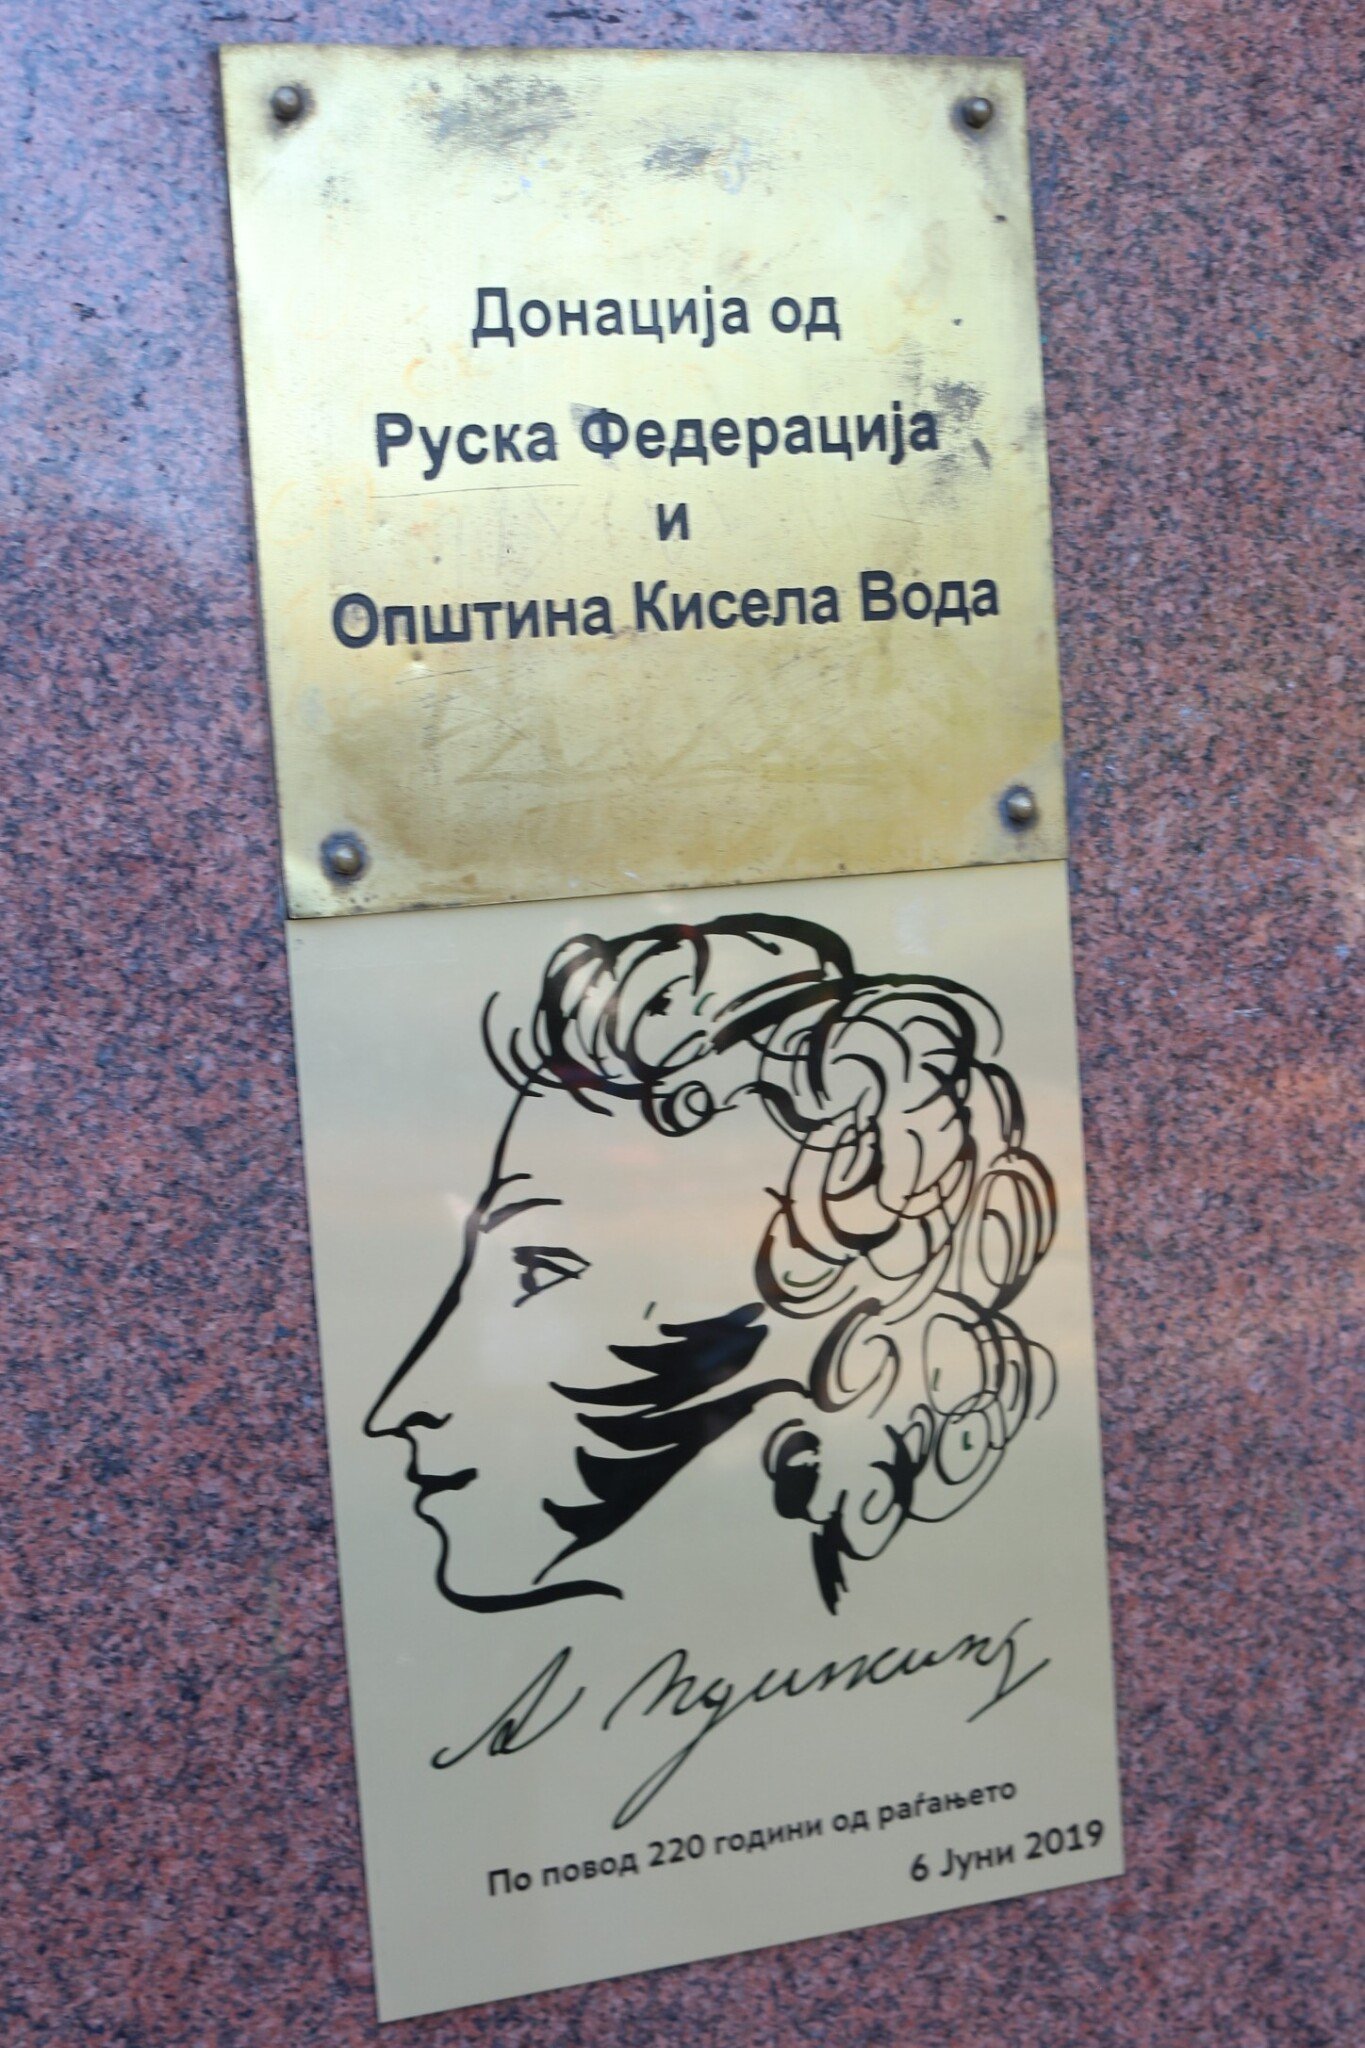 Донација од
Руска Федерација
и
Општина Кисела Вода
А Пушкинъ
По повод 220 години од раѓањето
6 Јуни 2019